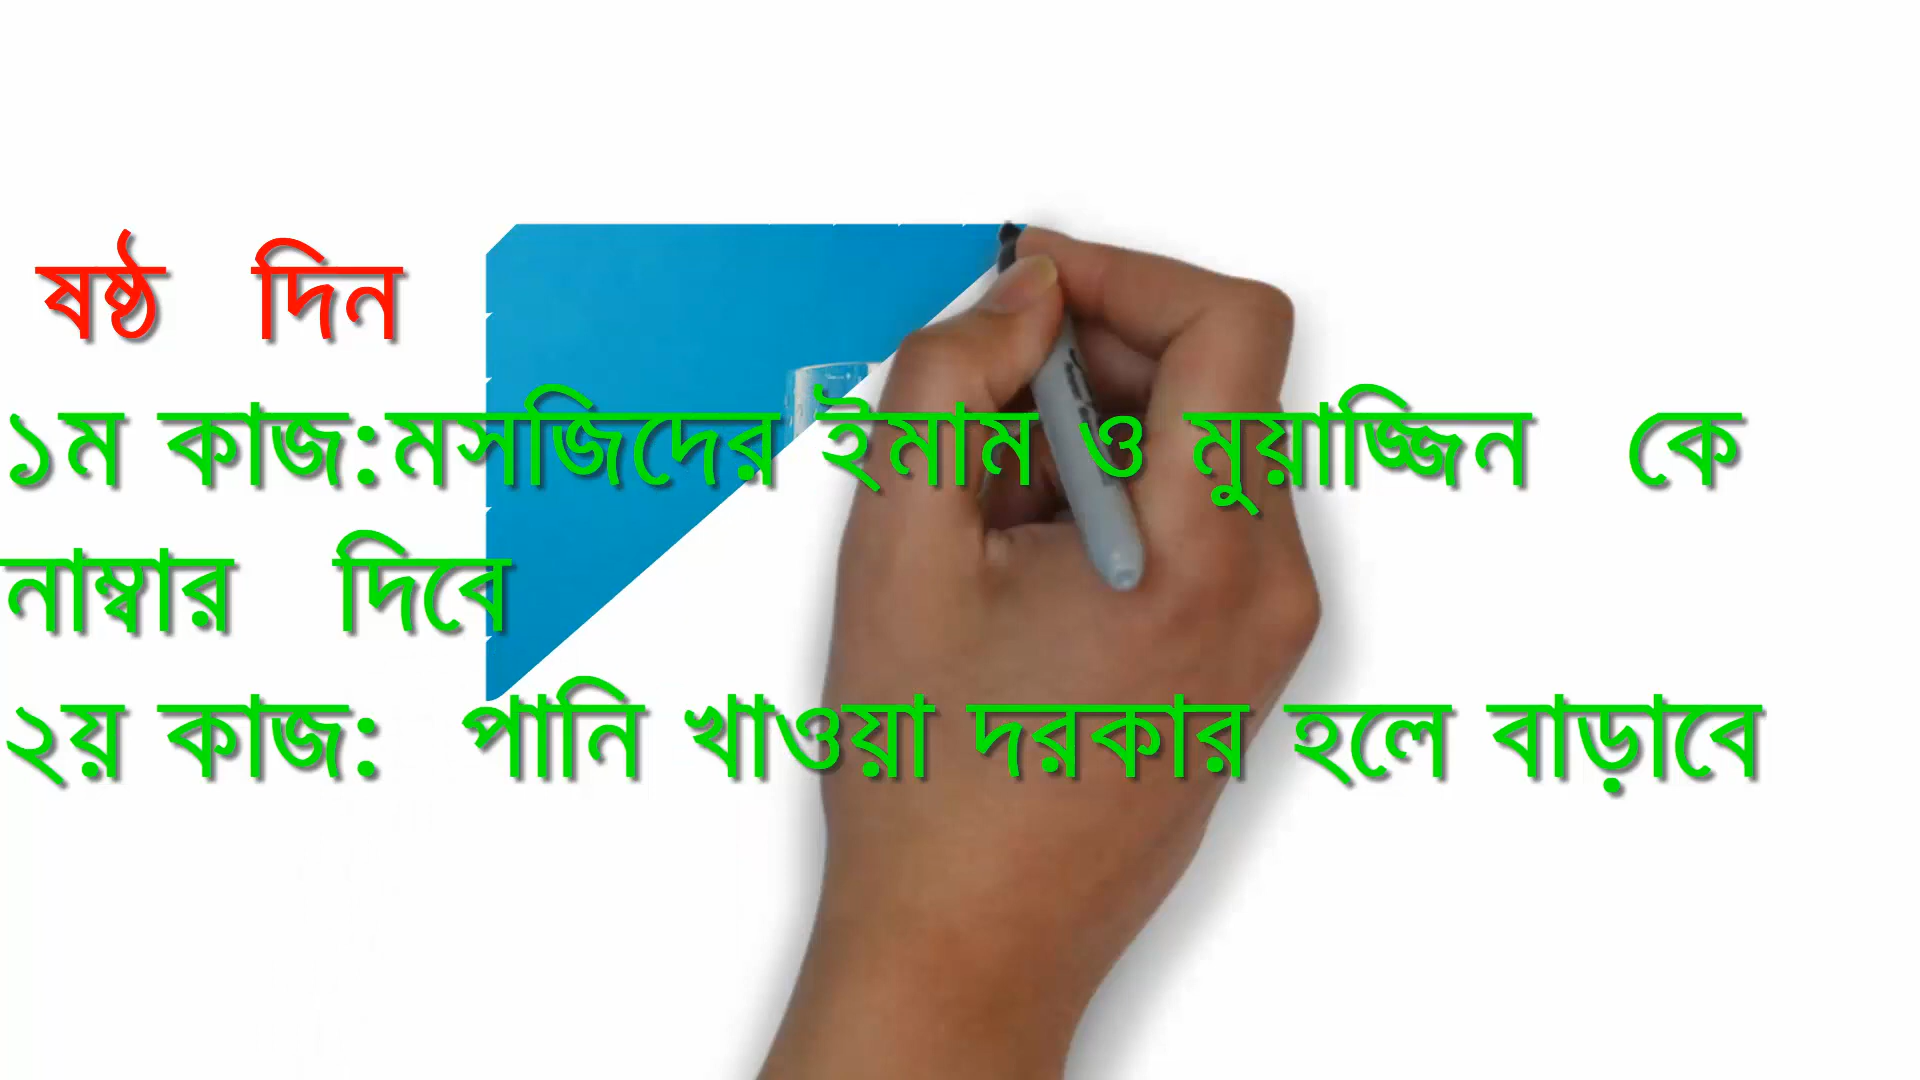 ষষ্ঠ দিন
১ম কাজ:মসজিদের ইমাম ও মুয়াজ্জিন কে
নাম্বার দিবে
২য় কাজ: পানি খাওয়া দরকার হলে বাড়াবে